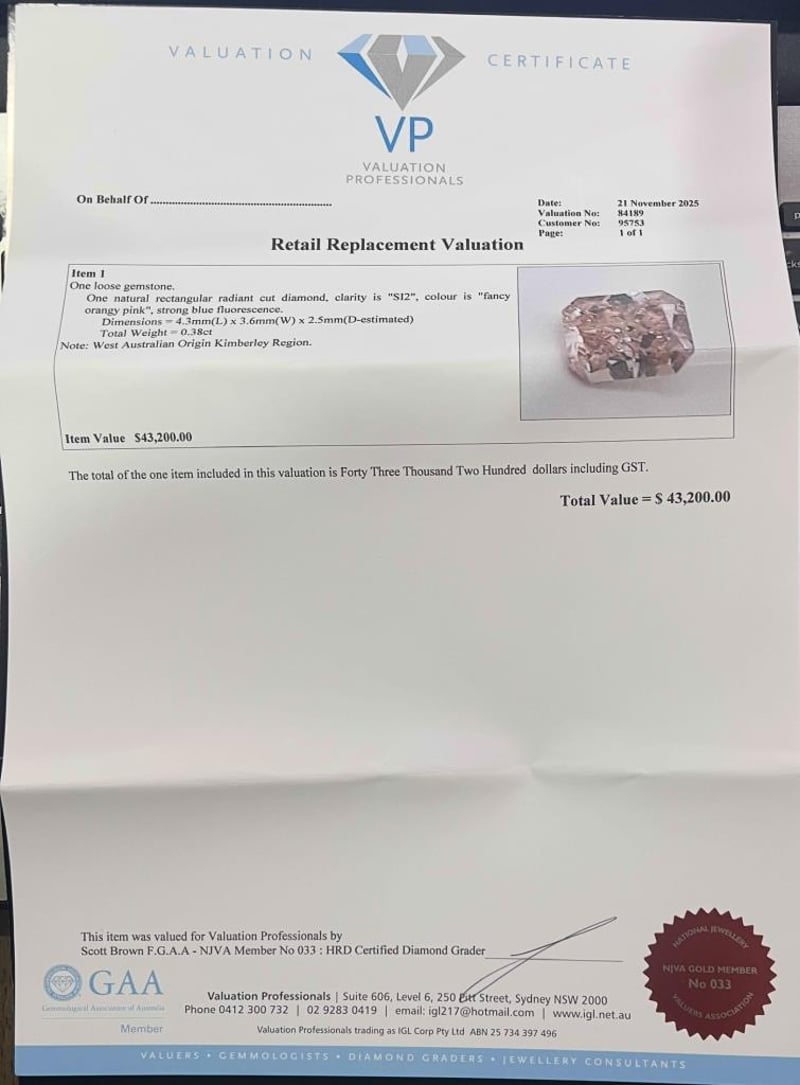 VALUATION CERTIFICATE
VP
VALUATION
PROFESSIONALS
On Behalf Of ................................................
Date: 21 November 2025
Valuation No: 84189
Customer No: 95753
Page: 1 of 1
Retail Replacement Valuation
Item 1
One loose gemstone.
One natural rectangular radiant cut diamond, clarity is "SI2", colour is "fancy
orangy pink", strong blue fluorescence.
Dimensions = 4.3mm(L) x 3.6mm(W) x 2.5mm(D-estimated)
Total Weight = 0.38ct
Note: West Australian Origin Kimberley Region.
Item Value $43,200.00
The total of the one item included in this valuation is Forty Three Thousand Two Hundred dollars including GST.
Total Value = $ 43,200.00
This item was valued for Valuation Professionals by
Scott Brown F.G.A.A - NJVA Member No 033 : HRD Certified Diamond Grader
GAA
Gemmological Association of Australia
Member
Valuation Professionals | Suite 606, Level 6, 250 Pitt Street, Sydney NSW 2000
Phone 0412 300 732 | 02 9283 0419 | email: igl217@hotmail.com | www.igl.net.au
Valuation Professionals trading as IGL Corp Pty Ltd ABN 25 734 397 496
NATIONAL JEWELLERY
NJVA GOLD MEMBER
No 033
VALUERS ASSOCIATION
VALUERS • GEMMOLOGISTS • DIAMOND GRADERS • JEWELLERY CONSULTANTS